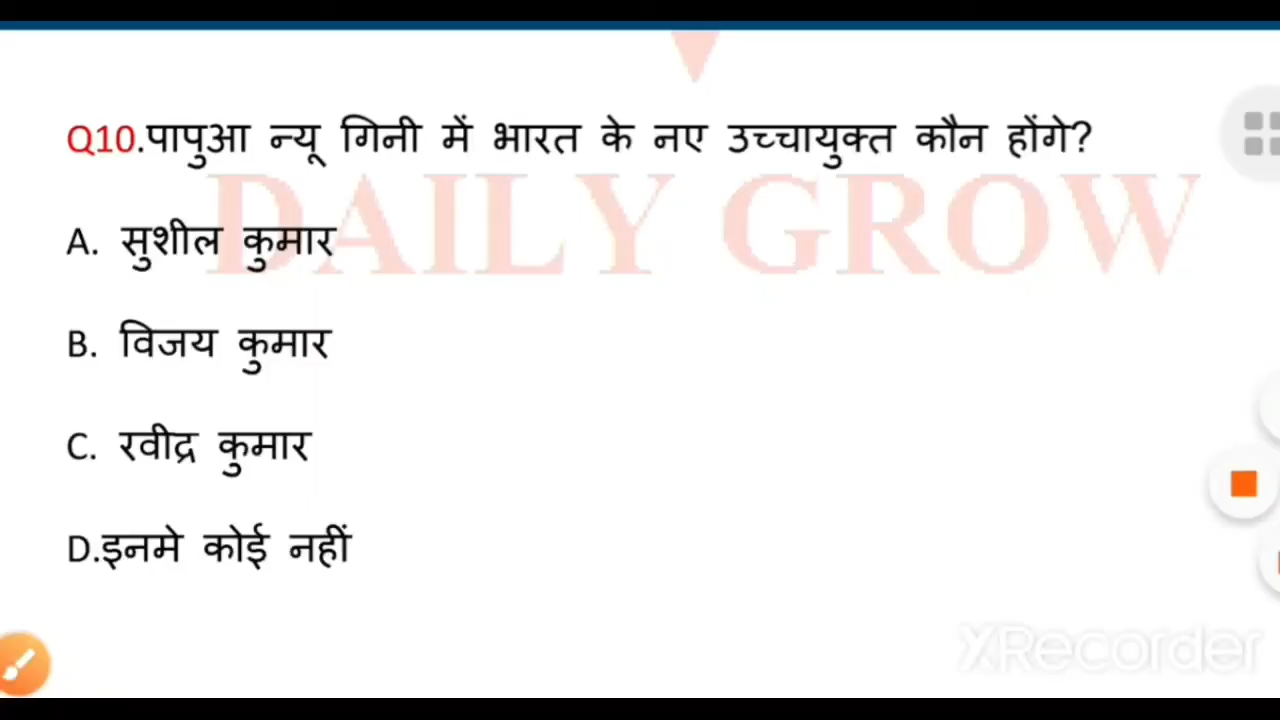 Q10.पापुआ न्यू गिनी में भारत के नए उच्चायुक्त कौन होंगे?
DAILY GROW
A. सुशील कुमार
B. विजय कुमार
C. रवीद्र कुमार
D.इनमे कोई नहीं
XRecorder